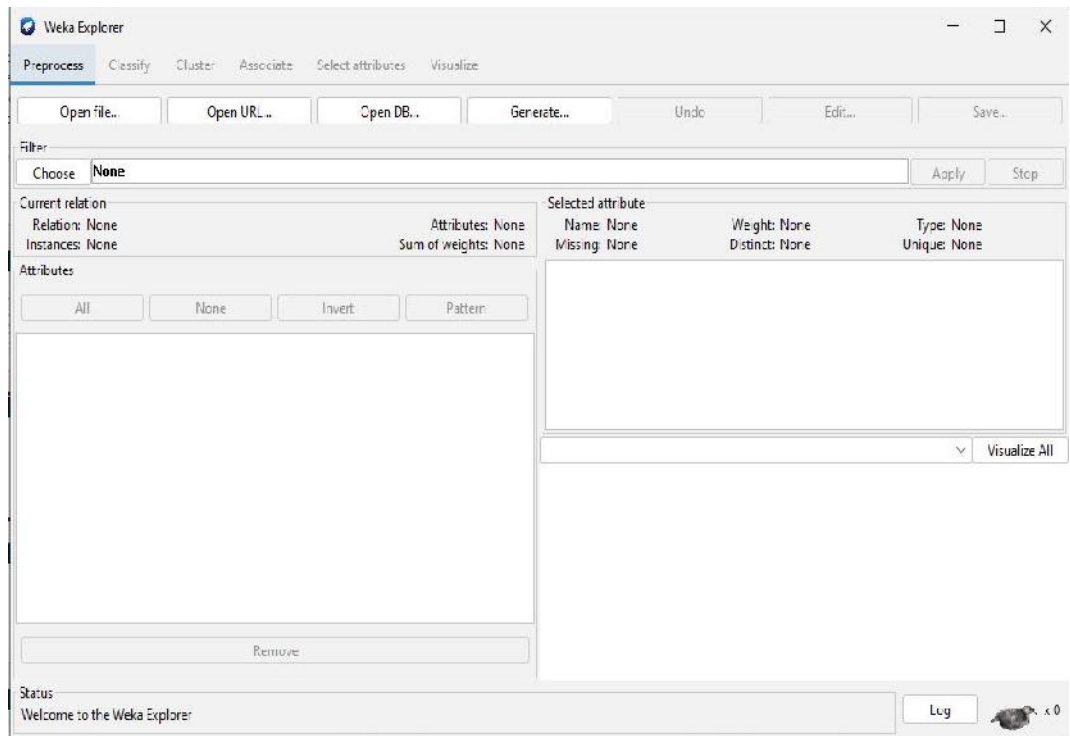 Weka Explorer
Preprocess Classify Cluster Associate Select attributes Visualize
Open file... Open URL... Open DB... Generate... Undo Edit... Save...
Filter
Choose None Apply Stop
Current relation
Relation: None Attributes: None
Instances: None Sum of weights: None
Selected attribute
Name: None Weight: None Type: None
Missing: None Distinct: None Unique: None
Attributes
All None Invert Pattern
Visualize All
Remove
Status
Welcome to the Weka Explorer
Log x 0